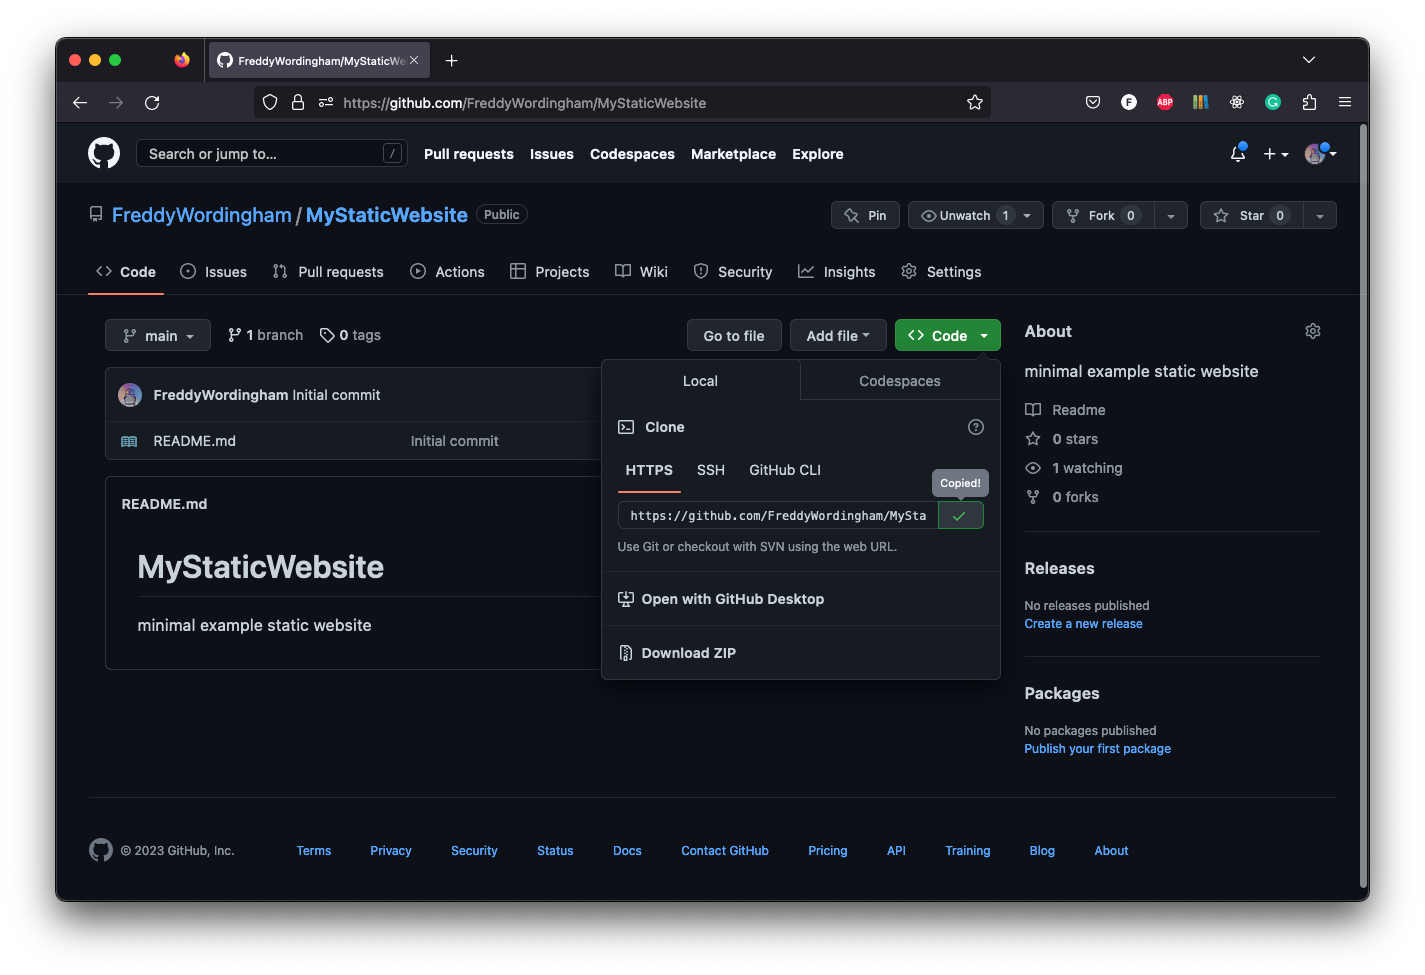 FreddyWordingham/MyStaticWe
https://github.com/FreddyWordingham/MyStaticWebsite
F
ABP
G
Search or jump to...
/
Pull requests
Issues
Codespaces
Marketplace
Explore
FreddyWordingham / MyStaticWebsite
Public
Pin
Unwatch 1
Fork 0
Star 0
Code
Issues
Pull requests
Actions
Projects
Wiki
Security
Insights
Settings
main
1 branch
0 tags
Go to file
Add file
Code
FreddyWordingham Initial commit
README.md
Initial commit
README.md
MyStaticWebsite
minimal example static website
Local
Codespaces
Clone
HTTPS
SSH
GitHub CLI
Copied!
https://github.com/FreddyWordingham/MySta
Use Git or checkout with SVN using the web URL.
Open with GitHub Desktop
Download ZIP
About
minimal example static website
Readme
0 stars
1 watching
0 forks
Releases
No releases published
Create a new release
Packages
No packages published
Publish your first package
© 2023 GitHub, Inc.
Terms
Privacy
Security
Status
Docs
Contact GitHub
Pricing
API
Training
Blog
About